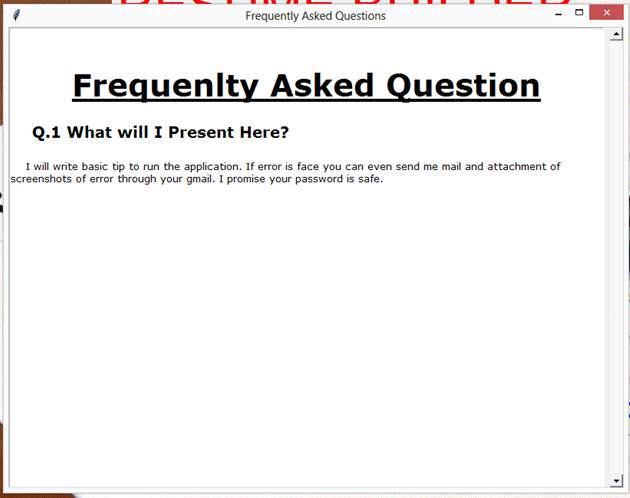 RESUME BUILDER
Frequently Asked Questions
Frequenlty Asked Question
Q.1 What will I Present Here?
I will write basic tip to run the application. If error is face you can even send me mail and attachment of
screenshots of error through your gmail. I promise your password is safe.